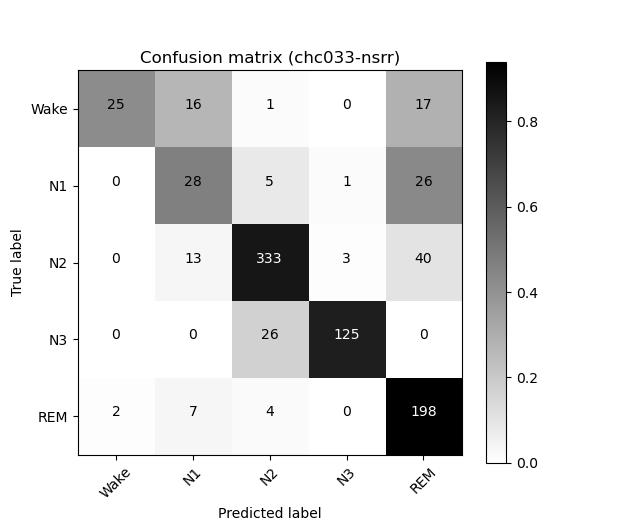 Confusion matrix (chc033-nsrr)
Wake 25 16 1 0 17
N1 0 28 5 1 26
N2 0 13 333 3 40
N3 0 0 26 125 0
REM 2 7 4 0 198
Wake N1 N2 N3 REM
Predicted label
True label
0.8
0.6
0.4
0.2
0.0